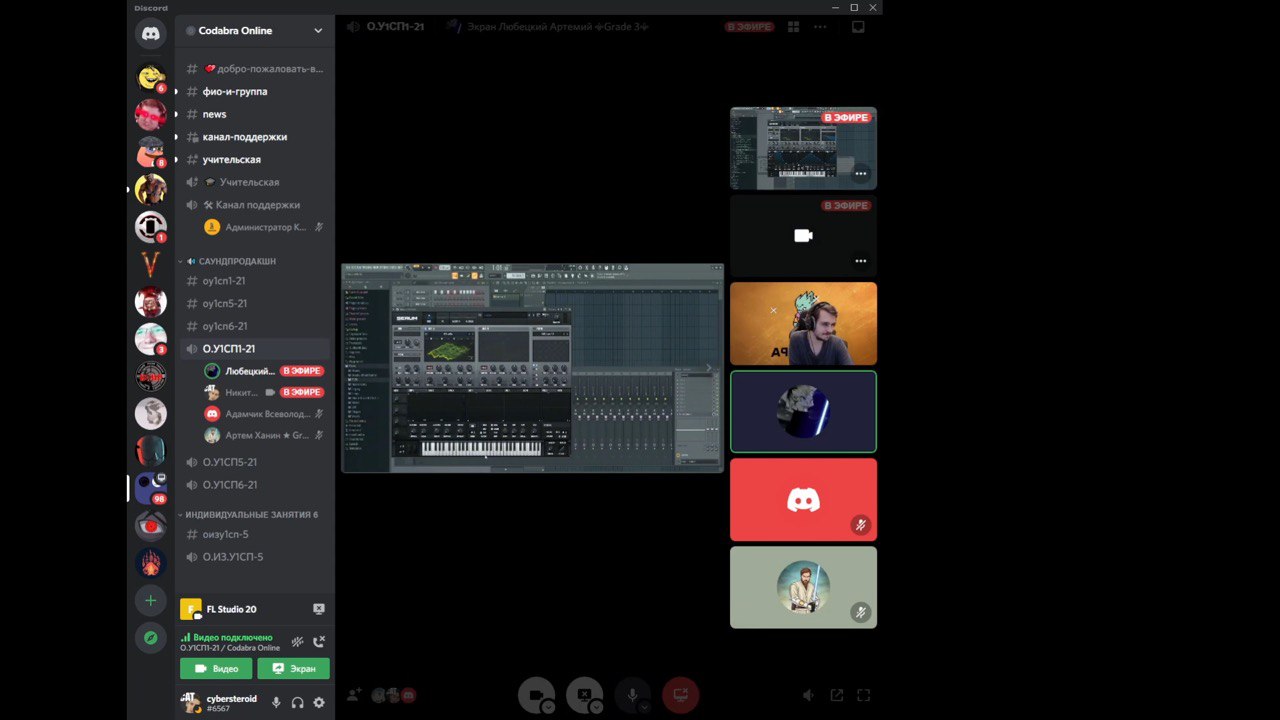 Discord
Codabra Online
О.У1СП1-21
Экран Любецкий Артемий ✙Grade 3✙
В ЭФИРЕ
добро-пожаловать-в...
фио-и-группа
news
канал-поддержки
учительская
Учительская
Канал поддержки
Администратор К...
САУНДПРОДАКШН
оу1сп1-21
оу1сп5-21
оу1сп6-21
О.У1СП1-21
Любецкий... В ЭФИРЕ
Никит... В ЭФИРЕ
Адамчик Всеволод...
Артем Ханин ★ Gr...
О.У1СП5-21
О.У1СП6-21
ИНДИВИДУАЛЬНЫЕ ЗАНЯТИЯ 6
оизу1сп-5
О.ИЗ.У1СП-5
FL Studio 20
Видео подключено
О.У1СП1-21 / Codabra Online
Видео
Экран
cybersteroid
#6567
6
8
1
3
98
SERUM
В ЭФИРЕ
В ЭФИРЕ